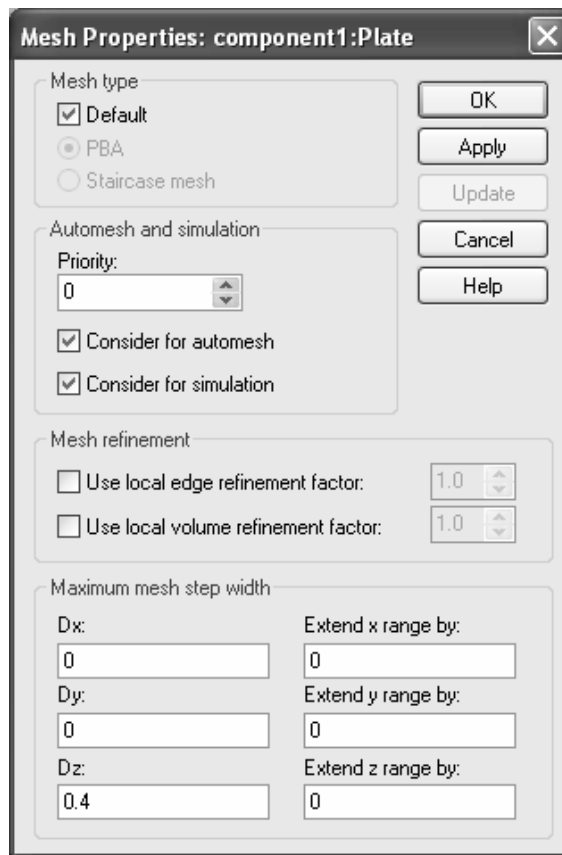 Mesh Properties: component1:Plate
Mesh type
Default
PBA
Staircase mesh
OK
Apply
Update
Cancel
Help
Automesh and simulation
Priority:
0
Consider for automesh
Consider for simulation
Mesh refinement
Use local edge refinement factor: 1.0
Use local volume refinement factor: 1.0
Maximum mesh step width
Dx: Extend x range by:
0 0
Dy: Extend y range by:
0 0
Dz: Extend z range by:
0.4 0